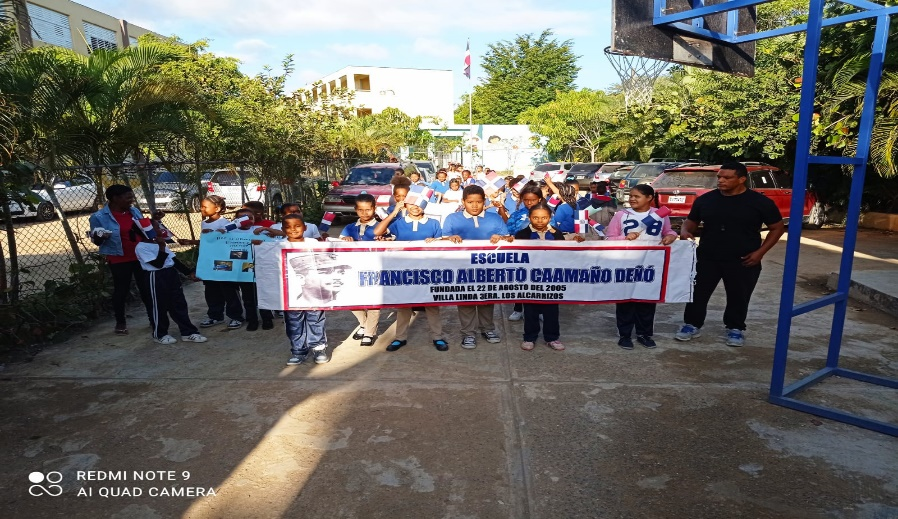 ESCUELA
FRANCISCO ALBERTO CAAMAÑO DEÑÓ
FUNDADA EL 22 DE AGOSTO DEL 2005
VILLA LINDA 3ERA. LOS ALCARRIZOS
28
REDMI NOTE 9
AI QUAD CAMERA